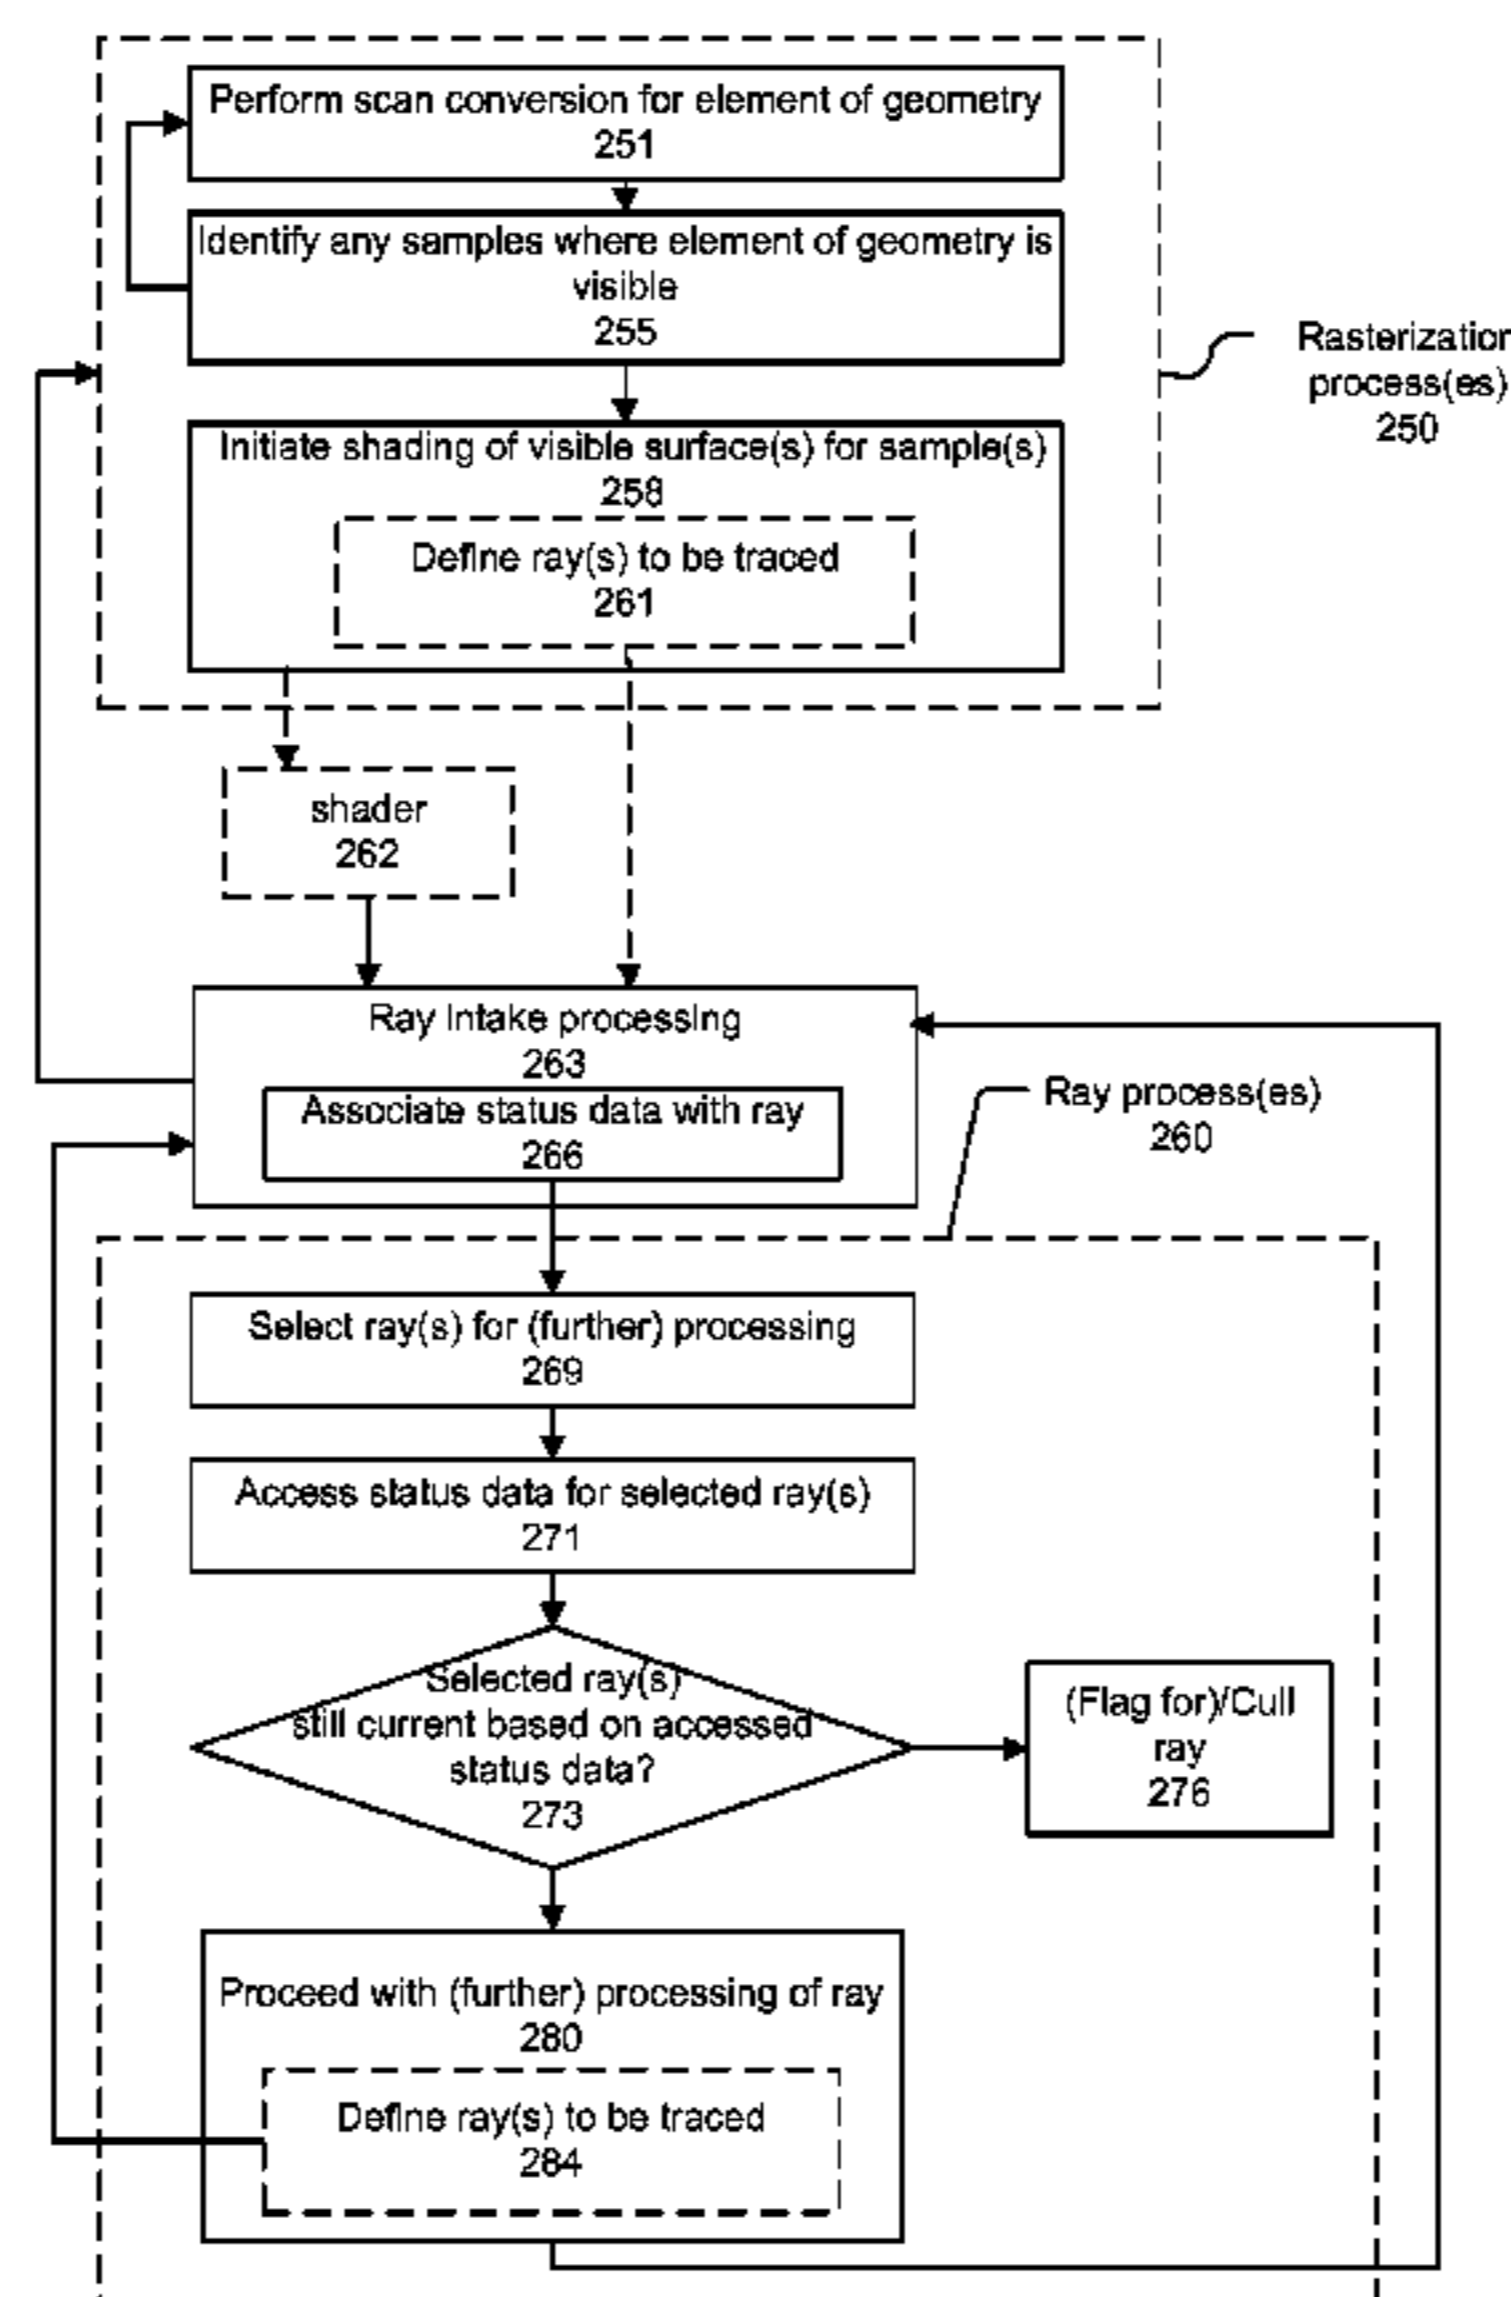 Perform scan conversion for element of geometry
251
Identify any samples where element of geometry is
visible
255
Rasterization
process(es)
250
Initiate shading of visible surface(s) for sample(s)
258
Define ray(s) to be traced
261
shader
262
Ray Intake processing
263
Associate status data with ray
266
Ray process(es)
260
Select ray(s) for (further) processing
269
Access status data for selected ray(s)
271
Selected ray(s)
still current based on accessed
status data?
273
(Flag for)/Cull
ray
276
Proceed with (further) processing of ray
280
Define ray(s) to be traced
284